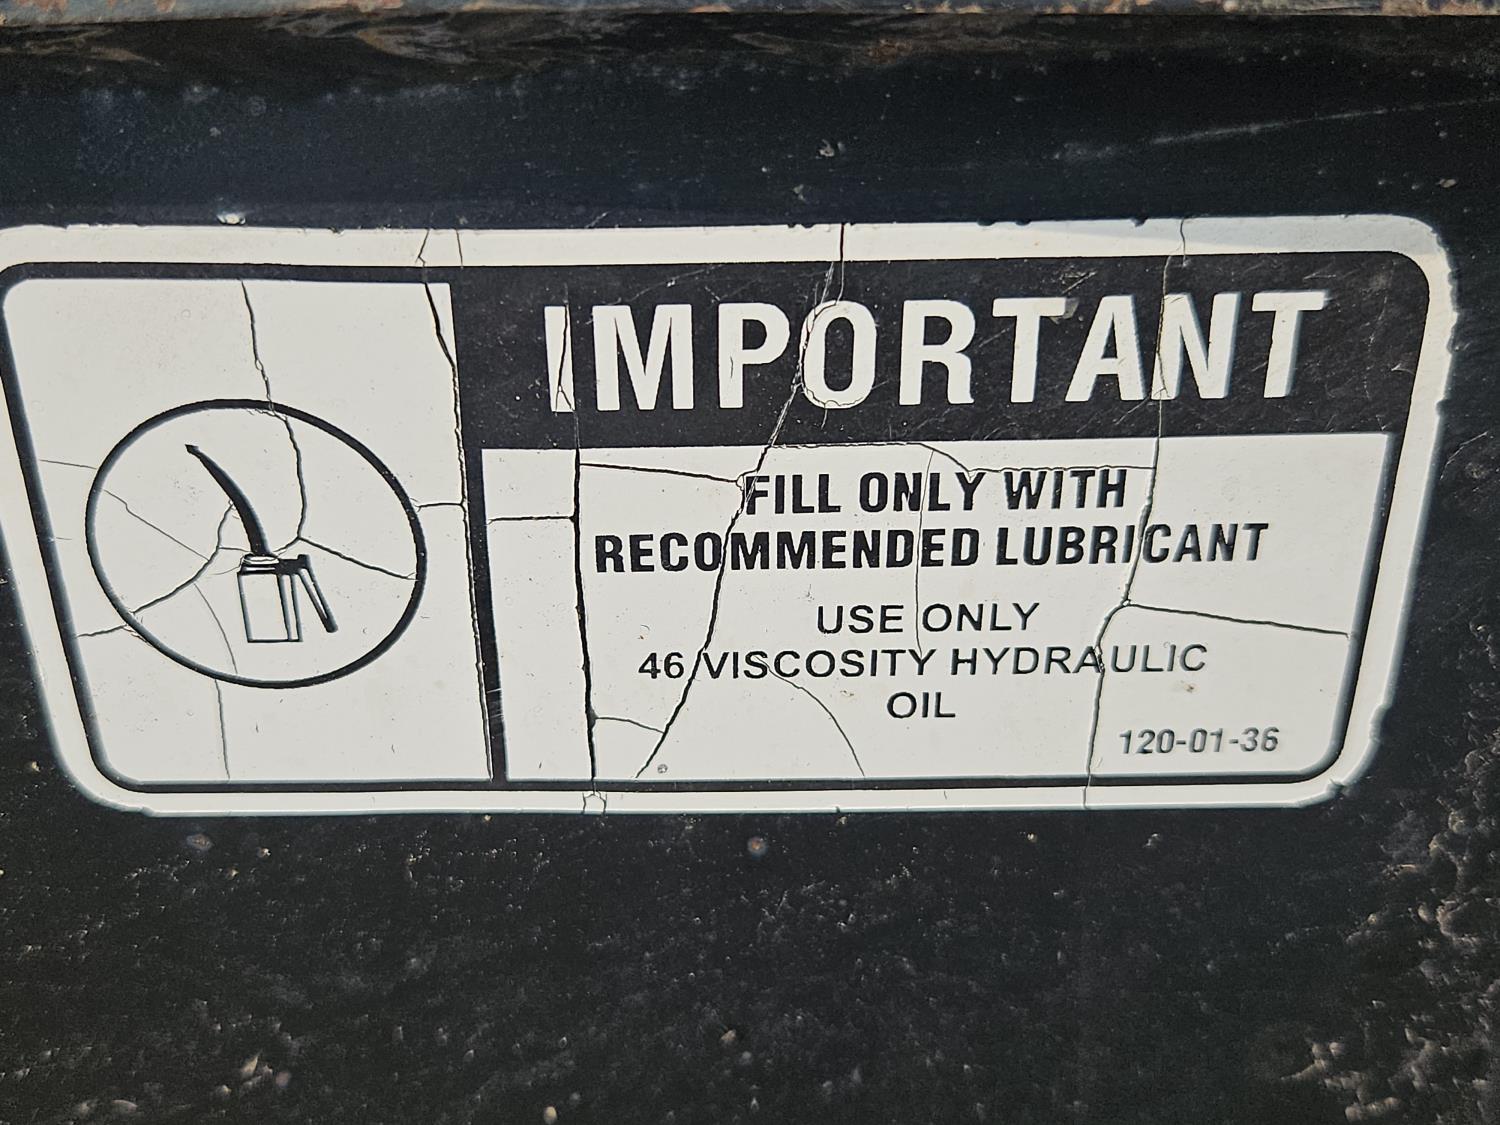 IMPORTANT
FILL ONLY WITH
RECOMMENDED LUBRICANT
USE ONLY
46 VISCOSITY HYDRAULIC
OIL
120-01-36